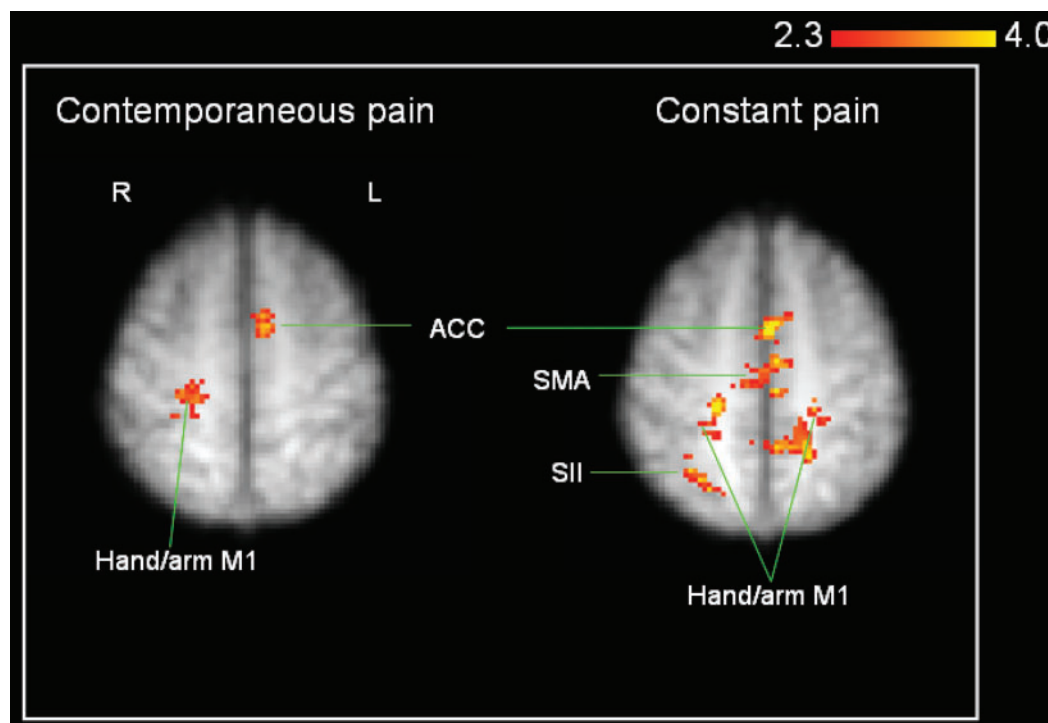 2.3 4.0
Contemporaneous pain
Constant pain
R L
ACC
SMA
SII
Hand/arm M1
Hand/arm M1